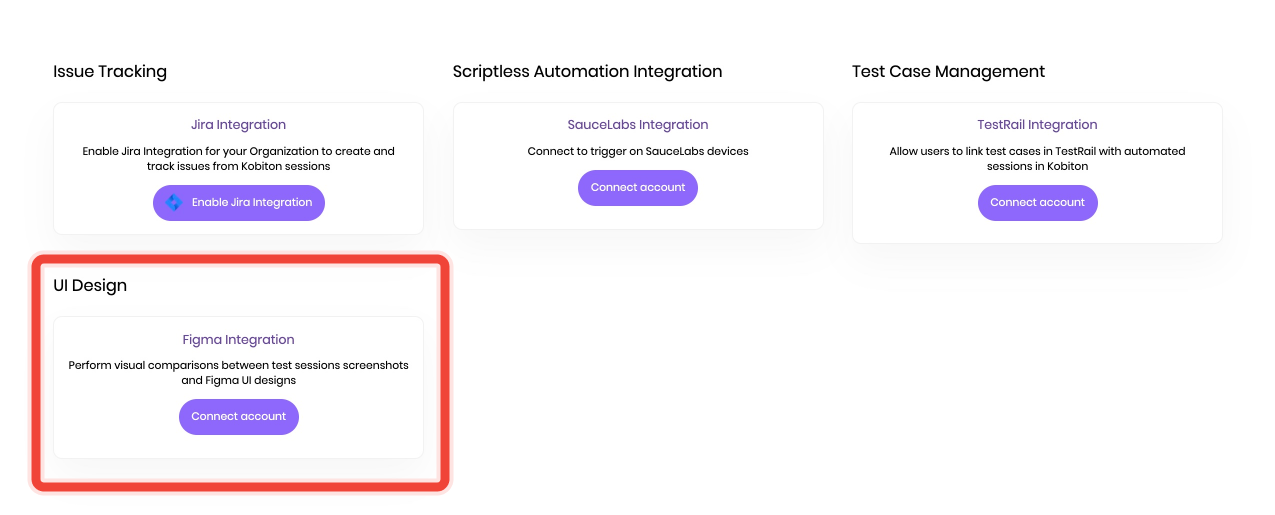 Issue Tracking
Jira Integration
Enable Jira Integration for your Organization to create and
track issues from Kobiton sessions
Enable Jira Integration
Scriptless Automation Integration
SauceLabs Integration
Connect to trigger on SauceLabs devices
Connect account
Test Case Management
TestRail Integration
Allow users to link test cases in TestRail with automated
sessions in Kobiton
Connect account
UI Design
Figma Integration
Perform visual comparisons between test sessions screenshots
and Figma UI designs
Connect account